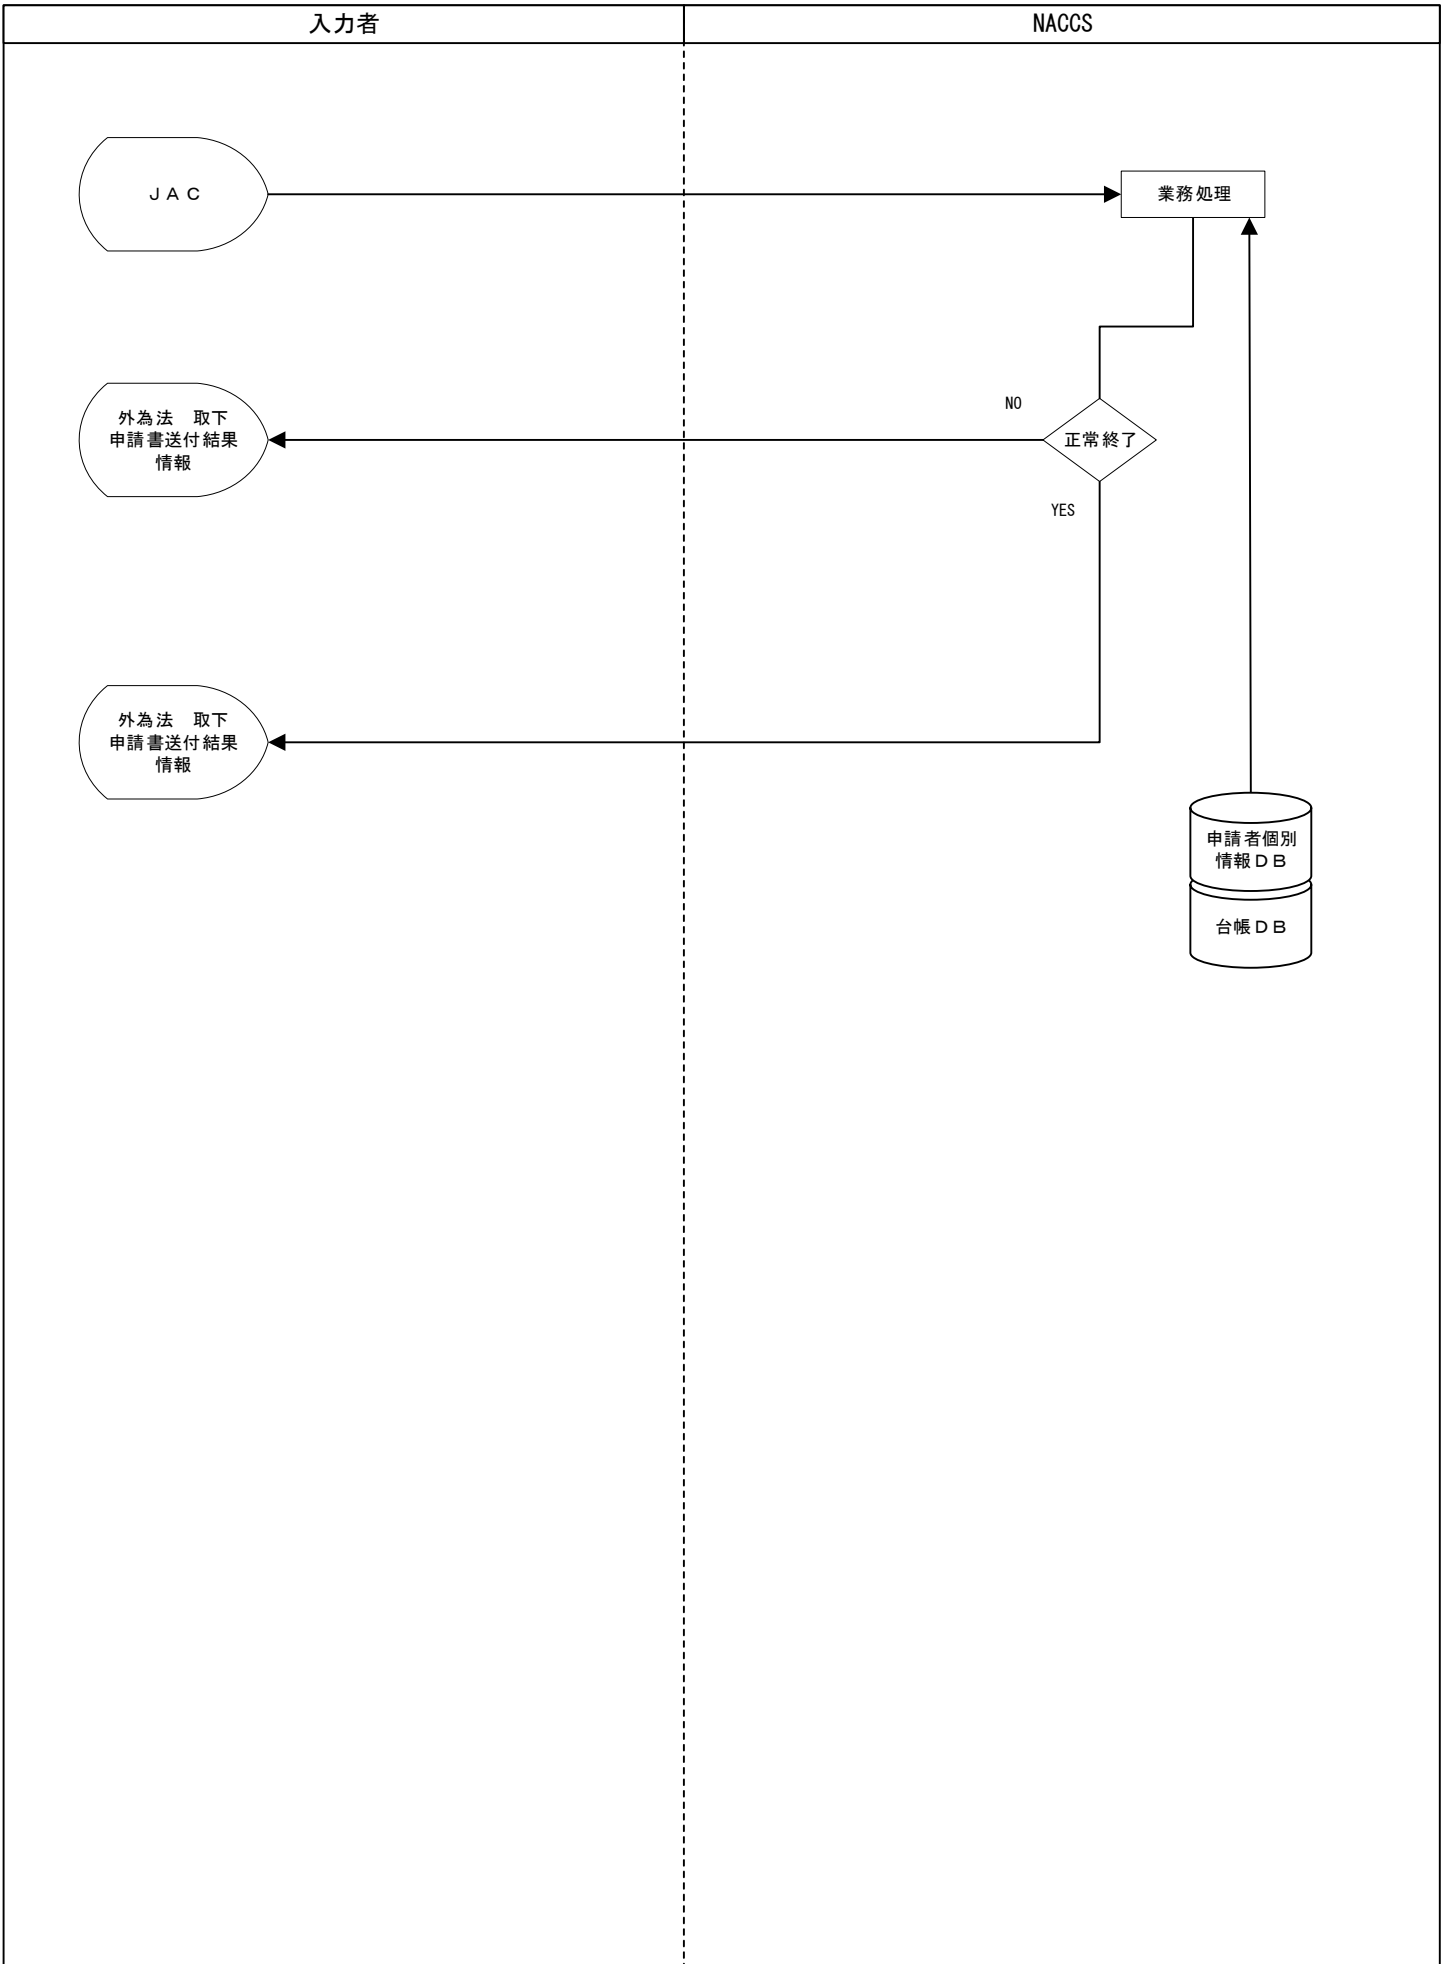 入力者
NACCS
ＪＡＣ
業務処理
外為法　取下
申請書送付結果
情報
NO
正常終了
YES
外為法　取下
申請書送付結果
情報
申請者個別
情報ＤＢ
台帳ＤＢ